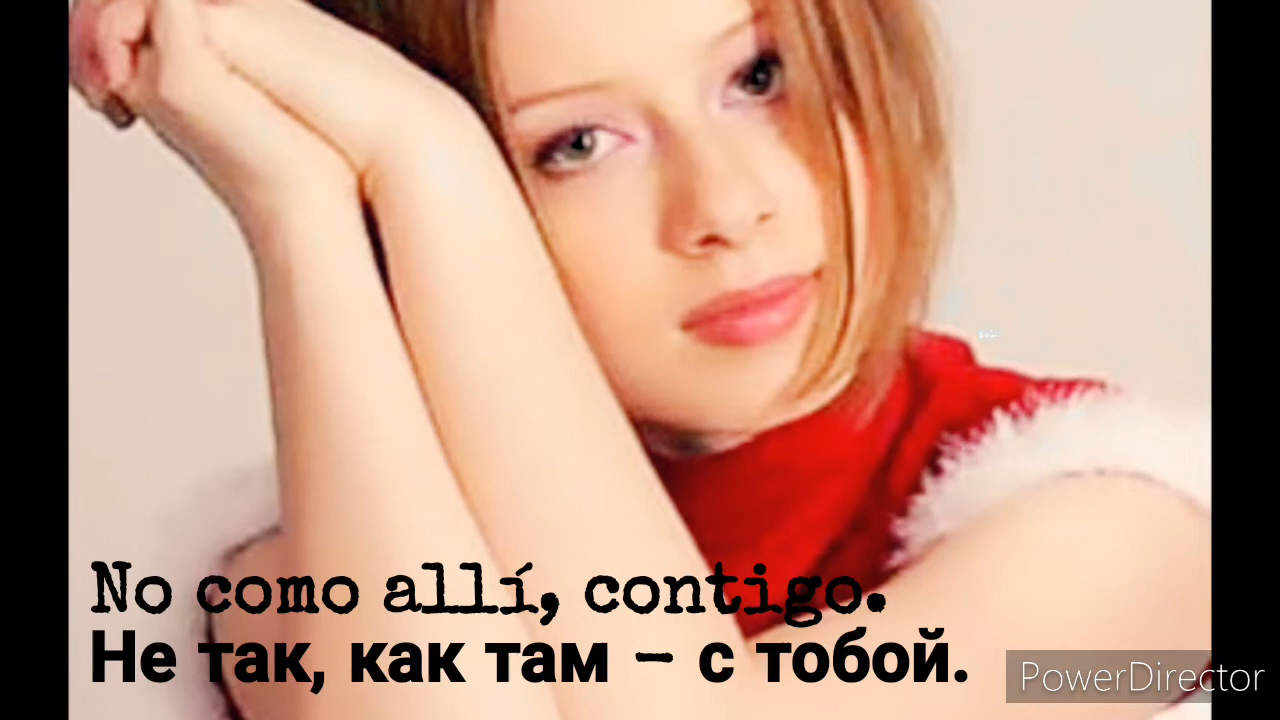 No como allí, contigo.
Не так, как там – с тобой.
PowerDirector